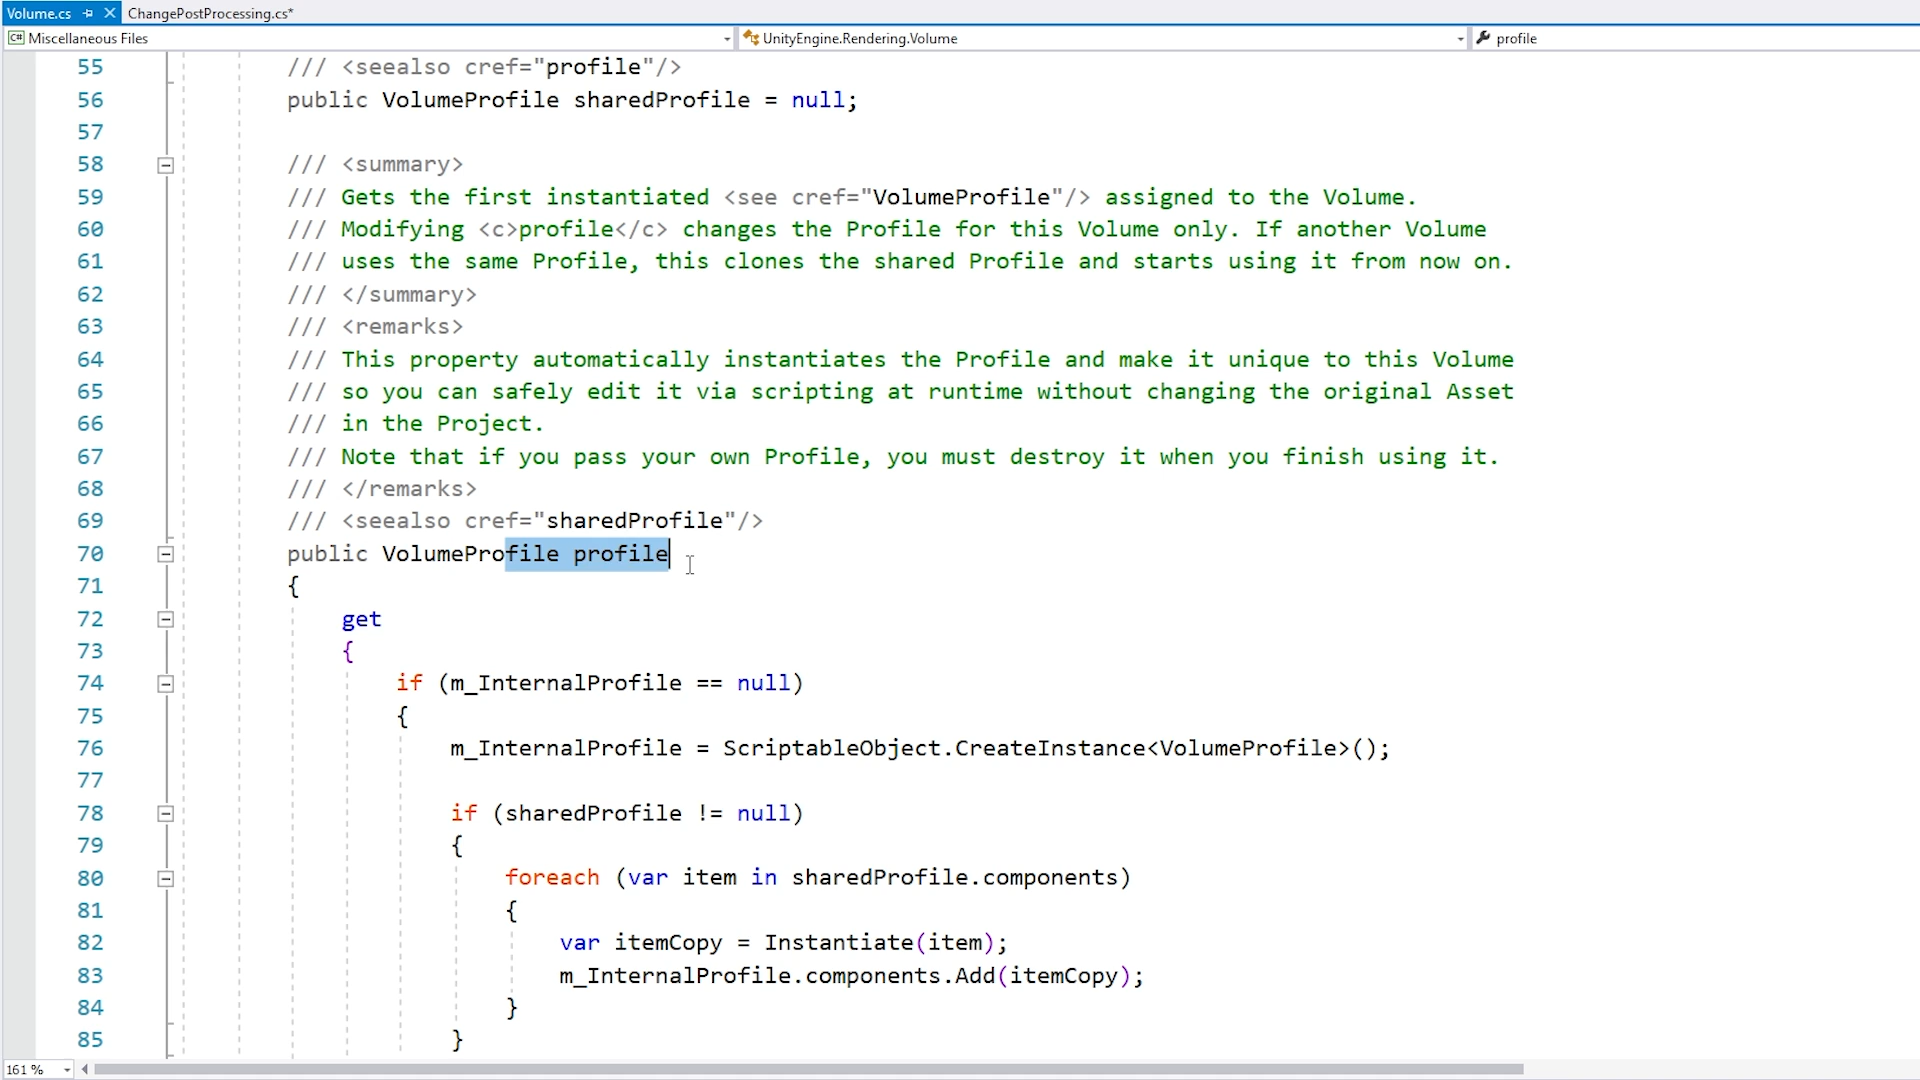 Volume.cs ChangePostProcessing.cs*
C# Miscellaneous Files UnityEngine.Rendering.Volume profile
55 /// <seealso cref="profile"/>
56 public VolumeProfile sharedProfile = null;
57
58 /// <summary>
59 /// Gets the first instantiated <see cref="VolumeProfile"/> assigned to the Volume.
60 /// Modifying <c>profile</c> changes the Profile for this Volume only. If another Volume
61 /// uses the same Profile, this clones the shared Profile and starts using it from now on.
62 /// </summary>
63 /// <remarks>
64 /// This property automatically instantiates the Profile and make it unique to this Volume
65 /// so you can safely edit it via scripting at runtime without changing the original Asset
66 /// in the Project.
67 /// Note that if you pass your own Profile, you must destroy it when you finish using it.
68 /// </remarks>
69 /// <seealso cref="sharedProfile"/>
70 public VolumeProfile profile
71 {
72 get
73 {
74 if (m_InternalProfile == null)
75 {
76 m_InternalProfile = ScriptableObject.CreateInstance<VolumeProfile>();
77
78 if (sharedProfile != null)
79 {
80 foreach (var item in sharedProfile.components)
81 {
82 var itemCopy = Instantiate(item);
83 m_InternalProfile.components.Add(itemCopy);
84 }
85 }
161 %